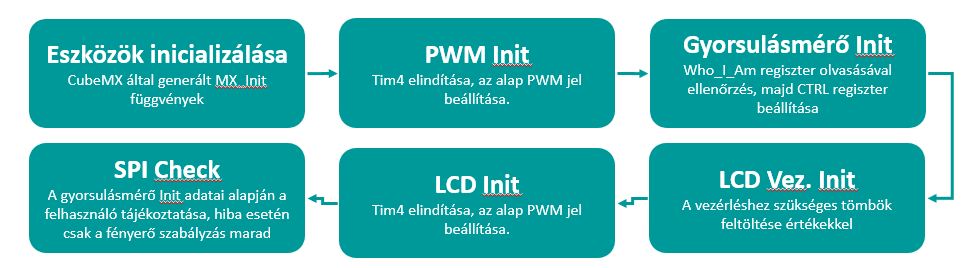 Eszközök inicializálása
CubeMX által generált MX_Init
függvények
PWM Init
Tim4 elindítása, az alap PWM jel
beállítása.
Gyorsulásmérő Init
Who_I_Am regiszter olvasásával
ellenőrzés, majd CTRL regiszter
beállítása
LCD Vez. Init
A vezérléshez szükséges tömbök
feltöltése értékekkel
LCD Init
Tim4 elindítása, az alap PWM jel
beállítása.
SPI Check
A gyorsulásmérő Init adatai alapján a
felhasználó tájékoztatása, hiba esetén
csak a fényerő szabályzás marad